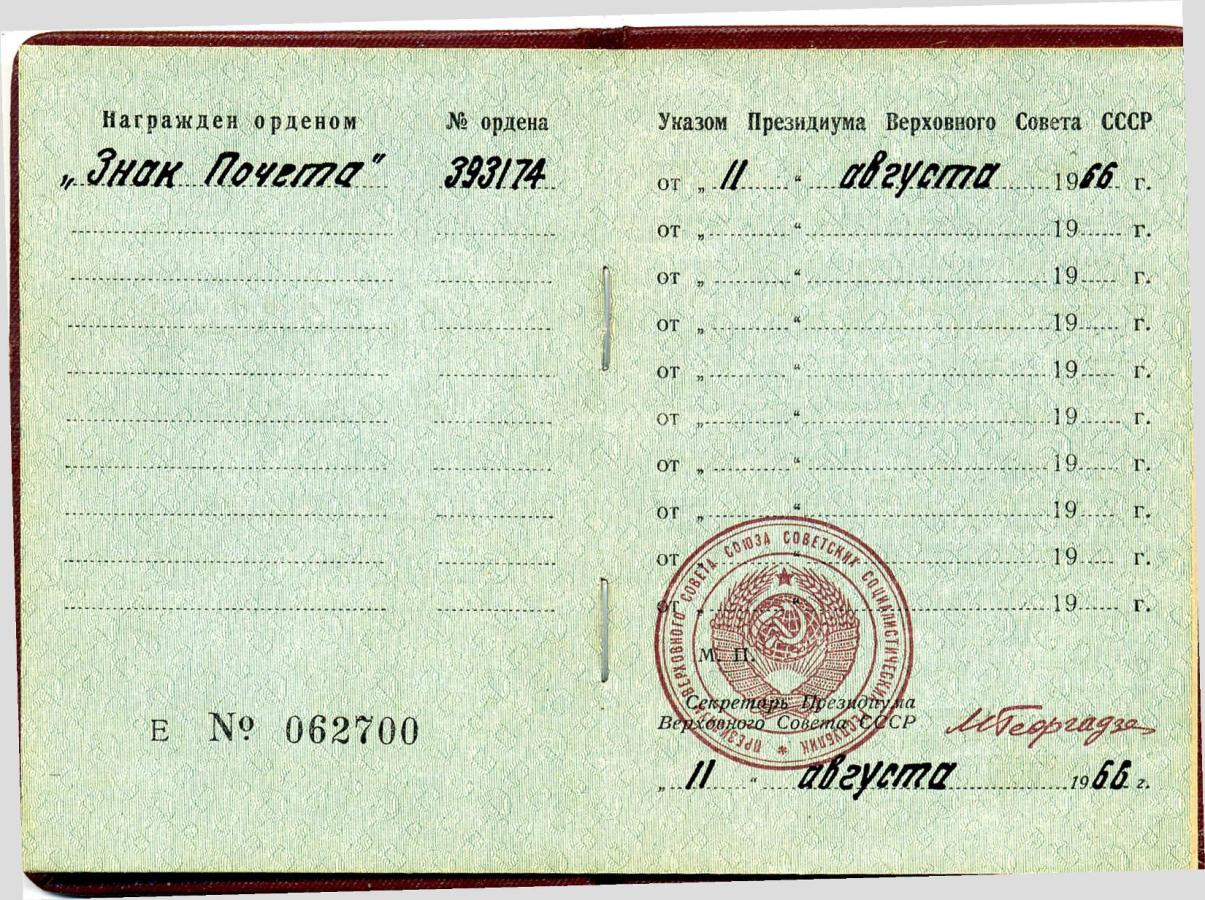 Награжден орденом № ордена
„Знак Почета" 393174
Е № 062700
Указом Президиума Верховного Совета СССР
от „ 11 “ августа 1966 г.
от „ “ 19 г.
от „ “ 19 г.
от „ “ 19 г.
от „ “ 19 г.
от „ “ 19 г.
от „ “ 19 г.
от „ “ 19 г.
от „ “ 19 г.
от „ “ 19 г.
ПРЕЗИДИУМ ВЕРХОВНОГО СОВЕТА СОЮЗА СОВЕТСКИХ СОЦИАЛИСТИЧЕСКИХ РЕСПУБЛИК
М. П.
Секретарь Президиума
Верховного Совета СССР МГеоргадзе
„ 11 “ августа 1966 г.